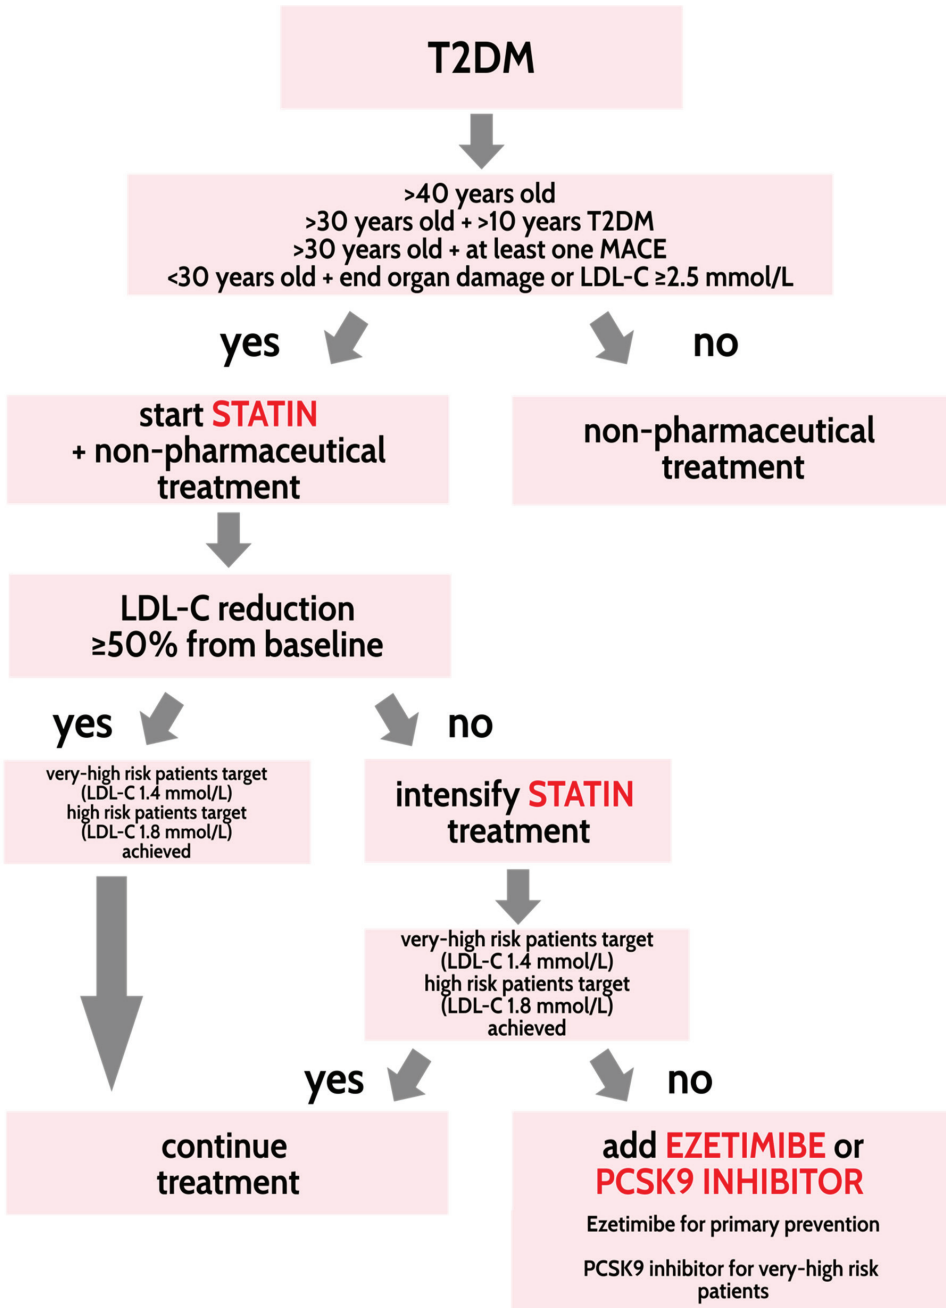 T2DM
>40 years old
>30 years old + >10 years T2DM
>30 years old + at least one MACE
<30 years old + end organ damage or LDL-C ≥2.5 mmol/L
yes
no
start STATIN
+ non-pharmaceutical
treatment
non-pharmaceutical
treatment
LDL-C reduction
≥50% from baseline
yes
no
very-high risk patients target
(LDL-C 1.4 mmol/L)
high risk patients target
(LDL-C 1.8 mmol/L)
achieved
intensify STATIN
treatment
very-high risk patients target
(LDL-C 1.4 mmol/L)
high risk patients target
(LDL-C 1.8 mmol/L)
achieved
yes
no
continue
treatment
add EZETIMIBE or
PCSK9 INHIBITOR
Ezetimibe for primary prevention
PCSK9 inhibitor for very-high risk
patients